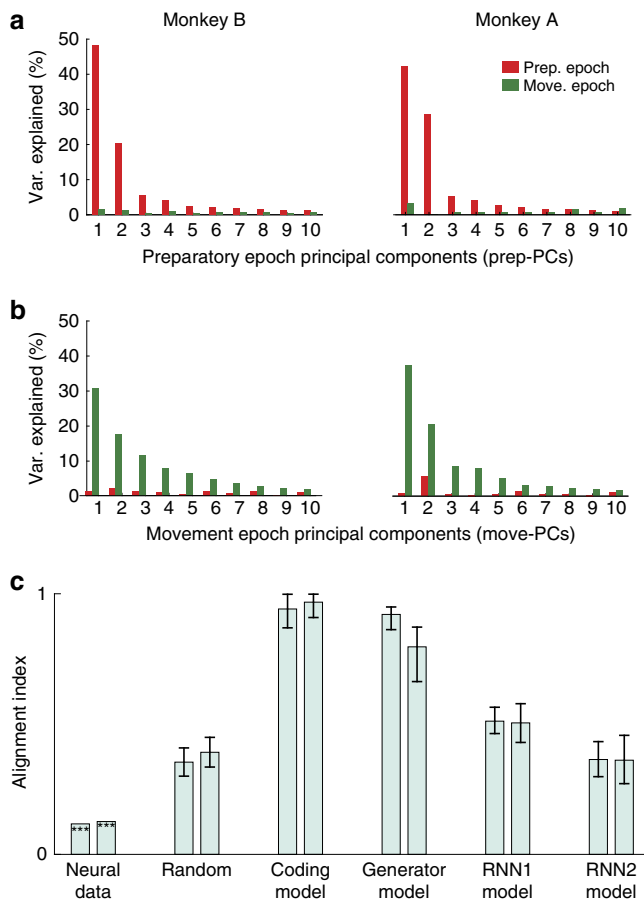 a
Monkey B
Monkey A
Var. explained (%)
50
40
30
20
10
0
1 2 3 4 5 6 7 8 9 10
1 2 3 4 5 6 7 8 9 10
Prep. epoch
Move. epoch
Preparatory epoch principal components (prep-PCs)
b
Var. explained (%)
50
40
30
20
10
0
1 2 3 4 5 6 7 8 9 10
1 2 3 4 5 6 7 8 9 10
Movement epoch principal components (move-PCs)
c
Alignment index
1
0
*** ***
Neural data
Random
Coding model
Generator model
RNN1 model
RNN2 model